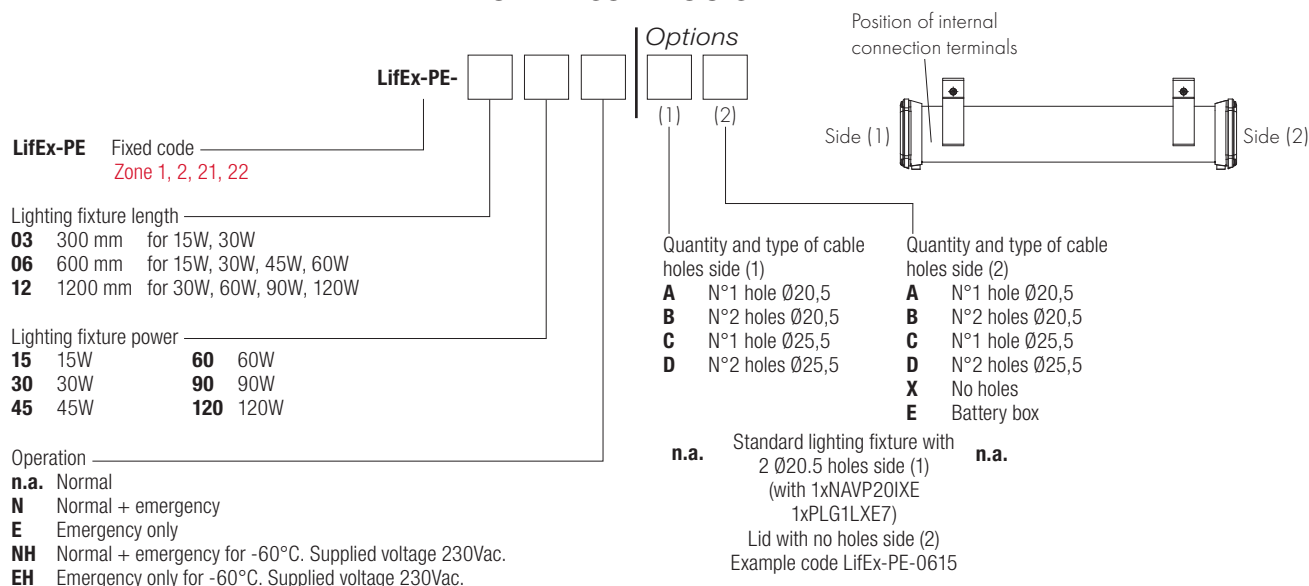 Options
Position of internal
connection terminals
LifEx-PE-
(1) (2)
Side (1)
Side (2)
LifEx-PE Fixed code
Zone 1, 2, 21, 22
Lighting fixture length
03 300 mm for 15W, 30W
06 600 mm for 15W, 30W, 45W, 60W
12 1200 mm for 30W, 60W, 90W, 120W
Lighting fixture power
15 15W 60 60W
30 30W 90 90W
45 45W 120 120W
Operation
n.a. Normal
N Normal + emergency
E Emergency only
NH Normal + emergency for -60°C. Supplied voltage 230Vac.
EH Emergency only for -60°C. Supplied voltage 230Vac.
Quantity and type of cable
holes side (1)
A N°1 hole Ø20,5
B N°2 holes Ø20,5
C N°1 hole Ø25,5
D N°2 holes Ø25,5
Quantity and type of cable
holes side (2)
A N°1 hole Ø20,5
B N°2 holes Ø20,5
C N°1 hole Ø25,5
D N°2 holes Ø25,5
X No holes
E Battery box
n.a. Standard lighting fixture with n.a.
2 Ø20.5 holes side (1)
(with 1xNAVP20IXE
1xPLG1LXE7)
Lid with no holes side (2)
Example code LifEx-PE-0615